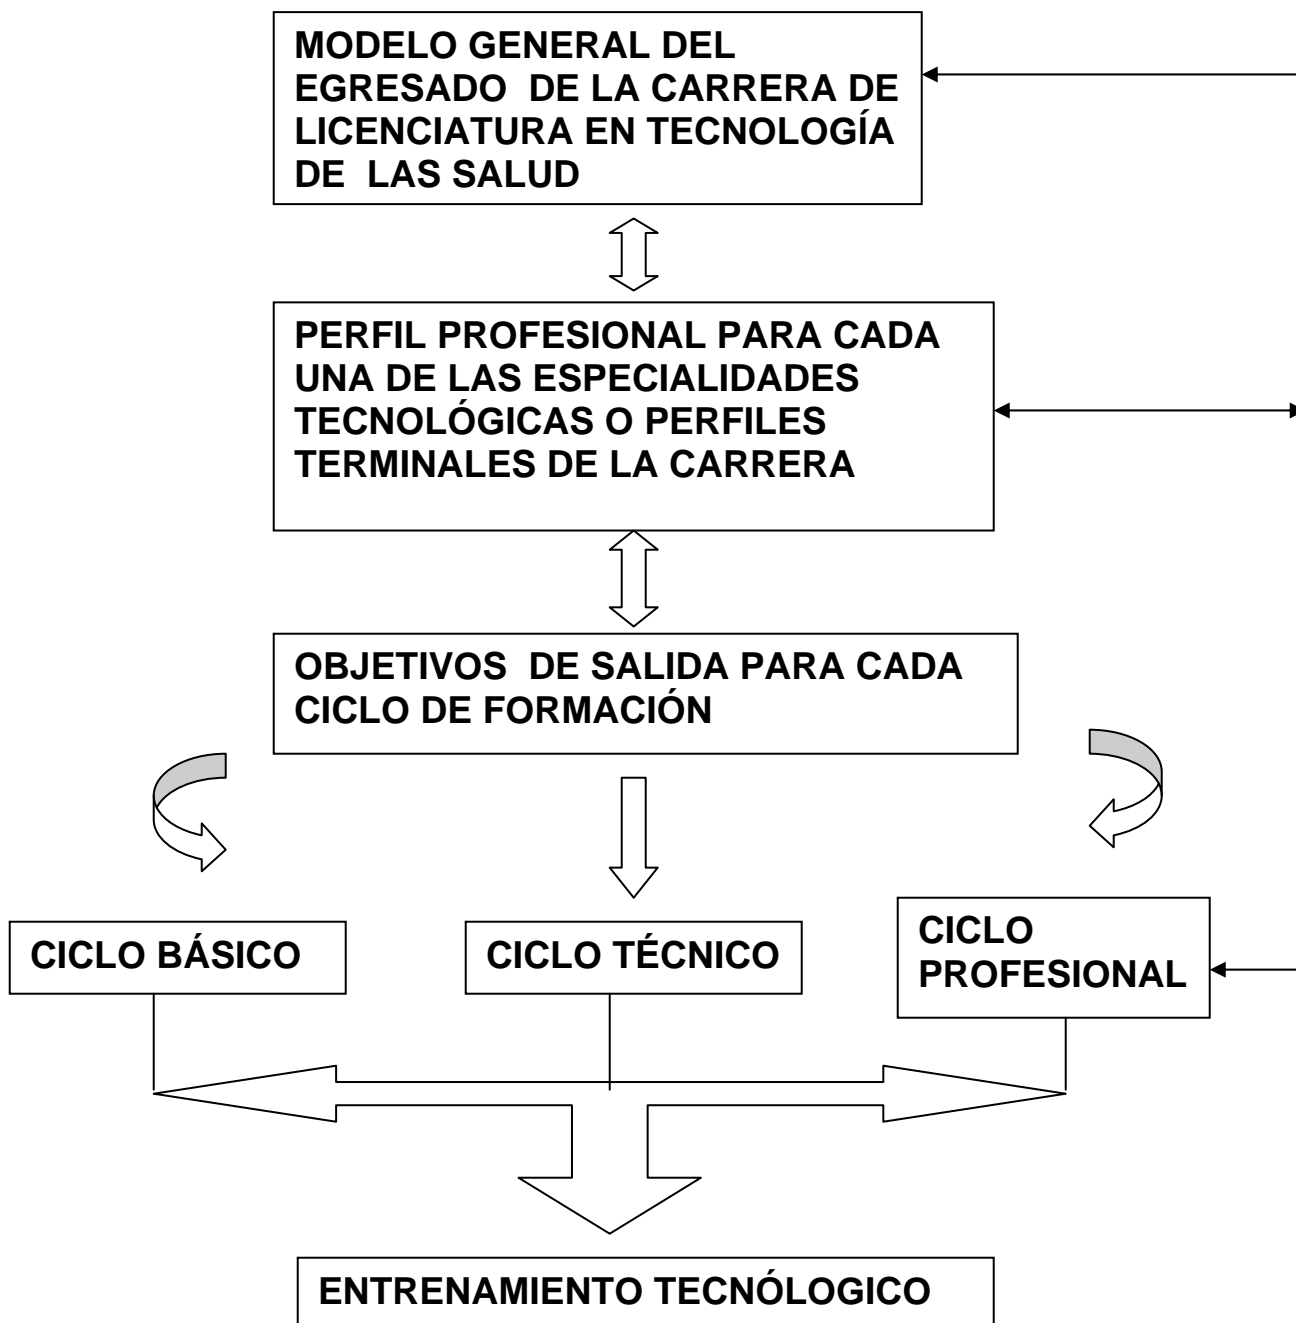 MODELO GENERAL DEL
EGRESADO DE LA CARRERA DE
LICENCIATURA EN TECNOLOGÍA
DE LAS SALUD
PERFIL PROFESIONAL PARA CADA
UNA DE LAS ESPECIALIDADES
TECNOLÓGICAS O PERFILES
TERMINALES DE LA CARRERA
OBJETIVOS DE SALIDA PARA CADA
CICLO DE FORMACIÓN
CICLO BÁSICO
CICLO TÉCNICO
CICLO
PROFESIONAL
ENTRENAMIENTO TECNÓLOGICO